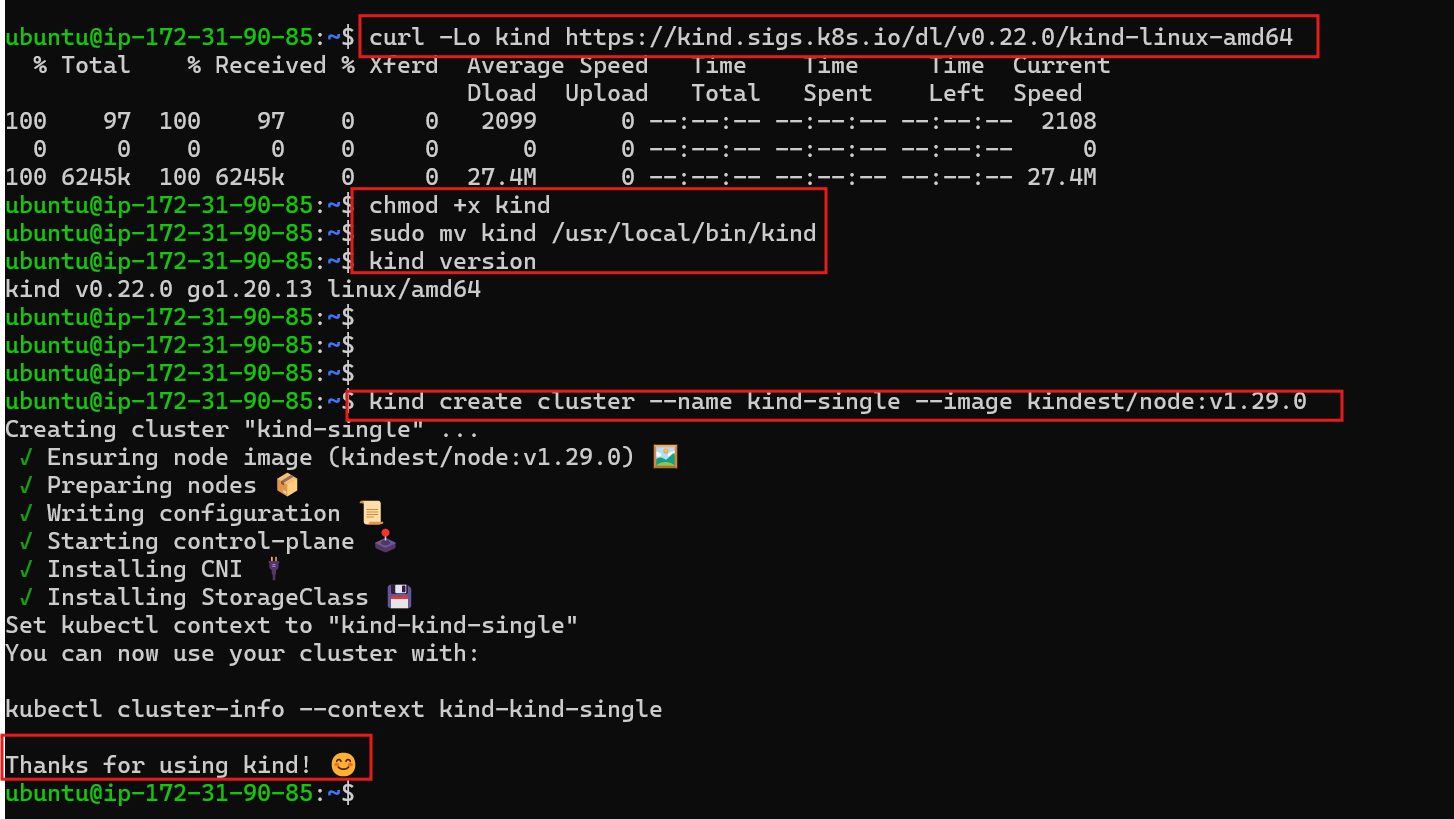 ubuntu@ip-172-31-90-85:~$ curl -Lo kind https://kind.sigs.k8s.io/dl/v0.22.0/kind-linux-amd64
  % Total    % Received % Xferd  Average Speed   Time    Time     Time  Current
                                 Dload  Upload   Total   Spent    Left  Speed
100    97  100    97    0     0   2099      0 --:--:-- --:--:-- --:--:--  2108
  0     0    0     0    0     0      0      0 --:--:-- --:--:-- --:--:--     0
100 6245k  100 6245k    0     0  27.4M      0 --:--:-- --:--:-- --:--:-- 27.4M
ubuntu@ip-172-31-90-85:~$ chmod +x kind
ubuntu@ip-172-31-90-85:~$ sudo mv kind /usr/local/bin/kind
ubuntu@ip-172-31-90-85:~$ kind version
kind v0.22.0 go1.20.13 linux/amd64
ubuntu@ip-172-31-90-85:~$
ubuntu@ip-172-31-90-85:~$
ubuntu@ip-172-31-90-85:~$
ubuntu@ip-172-31-90-85:~$ kind create cluster --name kind-single --image kindest/node:v1.29.0
Creating cluster "kind-single" ...
 ✓ Ensuring node image (kindest/node:v1.29.0) 🖼
 ✓ Preparing nodes 📦
 ✓ Writing configuration 📜
 ✓ Starting control-plane 🕹
 ✓ Installing CNI 🔌
 ✓ Installing StorageClass 💾
Set kubectl context to "kind-kind-single"
You can now use your cluster with:

kubectl cluster-info --context kind-kind-single

Thanks for using kind! 😊
ubuntu@ip-172-31-90-85:~$